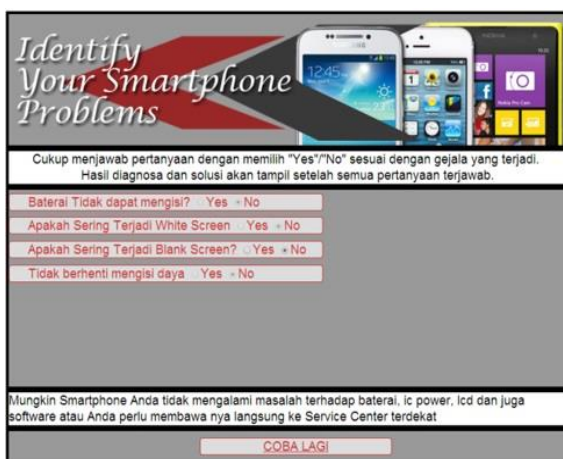 Identify
Your Smartphone
Problems
12:45
Cukup menjawab pertanyaan dengan memilih "Yes"/"No" sesuai dengan gejala yang terjadi.
Hasil diagnosa dan solusi akan tampil setelah semua pertanyaan terjawab.
Baterai Tidak dapat mengisi? Yes No
Apakah Sering Terjadi White Screen Yes No
Apakah Sering Terjadi Blank Screen? Yes No
Tidak berhenti mengisi daya Yes No
Mungkin Smartphone Anda tidak mengalami masalah terhadap baterai, ic power, lcd dan juga
software atau Anda perlu membawa nya langsung ke Service Center terdekat
COBA LAGI